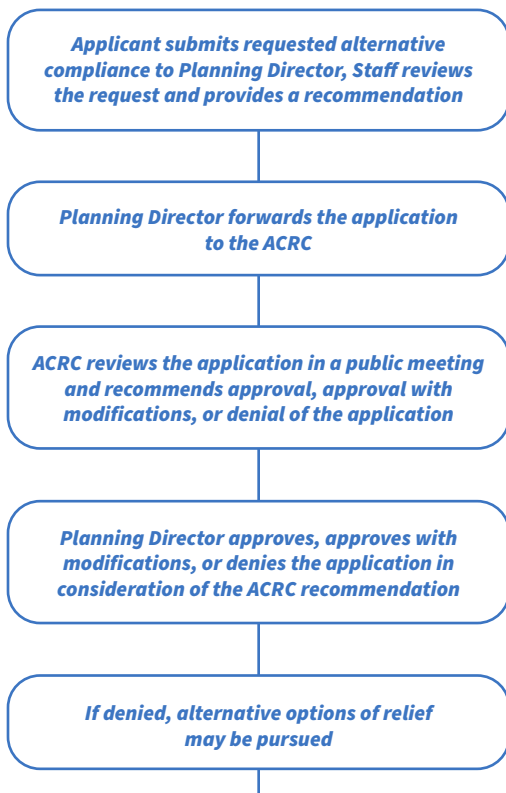 Applicant submits requested alternative
compliance to Planning Director, Staff reviews
the request and provides a recommendation
Planning Director forwards the application
to the ACRC
ACRC reviews the application in a public meeting
and recommends approval, approval with
modifications, or denial of the application
Planning Director approves, approves with
modifications, or denies the application in
consideration of the ACRC recommendation
If denied, alternative options of relief
may be pursued